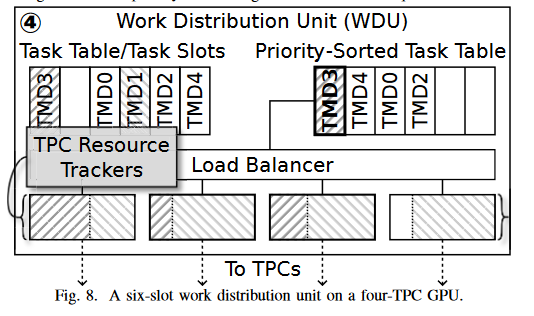 ④ Work Distribution Unit (WDU)
Task Table/Task Slots
Priority-Sorted Task Table
TMD3
TMD0
TMD1
TMD2
TMD4
TMD3
TMD4
TMD0
TMD2
TPC Resource
Trackers
Load Balancer
To TPCs
Fig. 8. A six-slot work distribution unit on a four-TPC GPU.